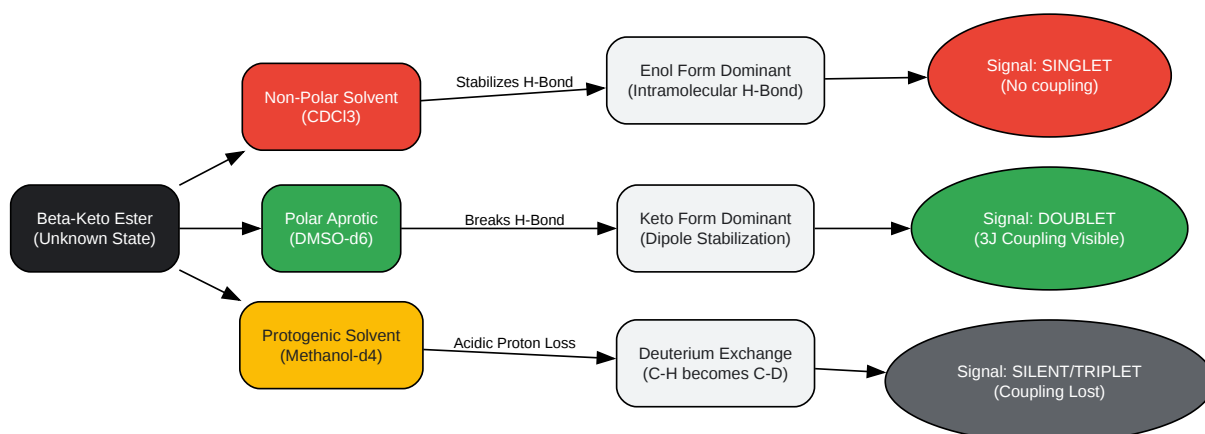 Beta-Keto Ester
(Unknown State)
Non-Polar Solvent
(CDCl3)
Stabilizes H-Bond
Enol Form Dominant
(Intramolecular H-Bond)
Signal: SINGLET
(No coupling)
Polar Aprotic
(DMSO-d6)
Breaks H-Bond
Keto Form Dominant
(Dipole Stabilization)
Signal: DOUBLET
(3J Coupling Visible)
Protogenic Solvent
(Methanol-d4)
Acidic Proton Loss
Deuterium Exchange
(C-H becomes C-D)
Signal: SILENT/TRIPLET
(Coupling Lost)